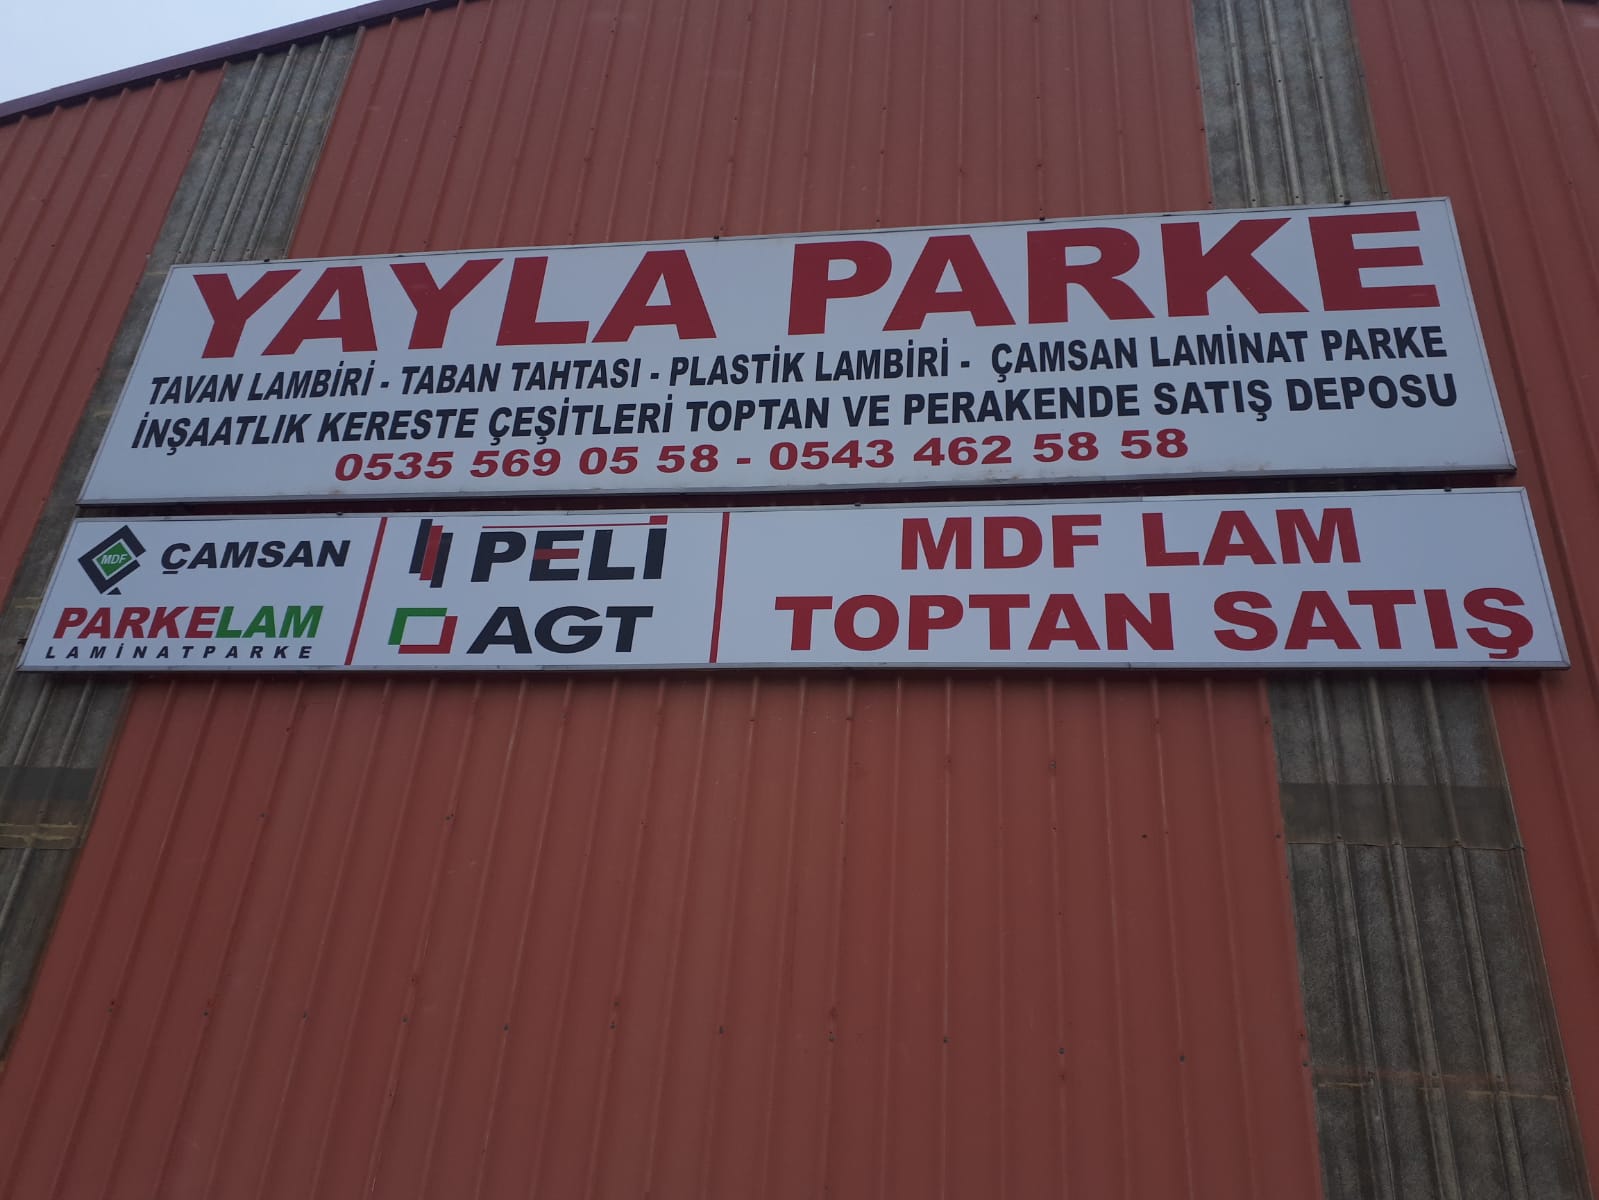 YAYLA PARKE
TAVAN LAMBİRİ - TABAN TAHTASI - PLASTİK LAMBİRİ - ÇAMSAN LAMİNAT PARKE
İNŞAATLIK KERESTE ÇEŞİTLERİ TOPTAN VE PERAKENDE SATIŞ DEPOSU
0535 569 05 58 - 0543 462 58 58
MDF ÇAMSAN
PARKELAM
LAMİNATPARKE
PELİ
AGT
MDF LAM
TOPTAN SATIŞ